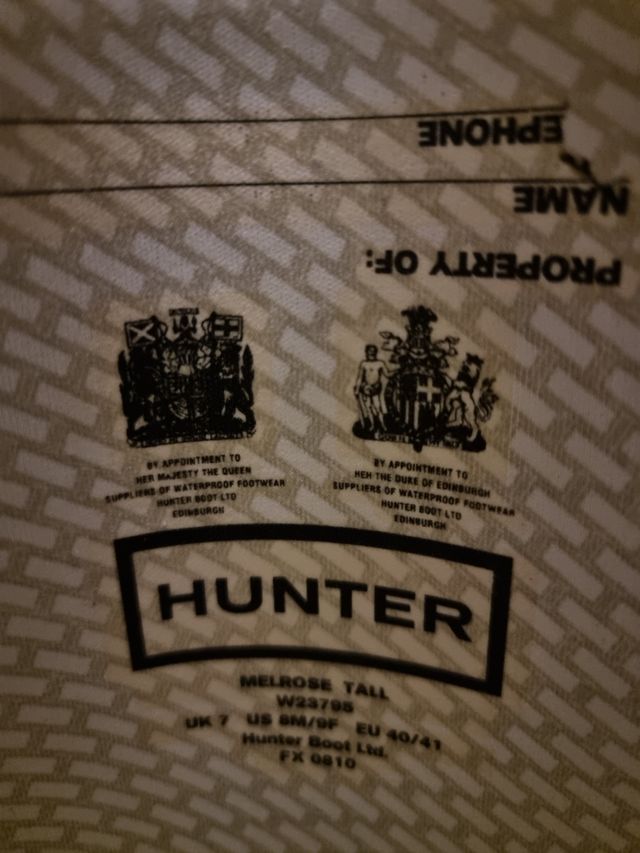 PROPERTY OF:
NAME
EPHONE
BY APPOINTMENT TO
HER MAJESTY THE QUEEN
SUPPLIERS OF WATERPROOF FOOTWEAR
HUNTER BOOT LTD
EDINBURGH
BY APPOINTMENT TO
HEH THE DUKE OF EDINBURGH
SUPPLIERS OF WATERPROOF FOOTWEAR
HUNTER BOOT LTD
EDINBURGH
HUNTER
MELROSE TALL
W23795
UK 7 US 8M/9F EU 40/41
Hunter Boot Ltd.
FX 0810